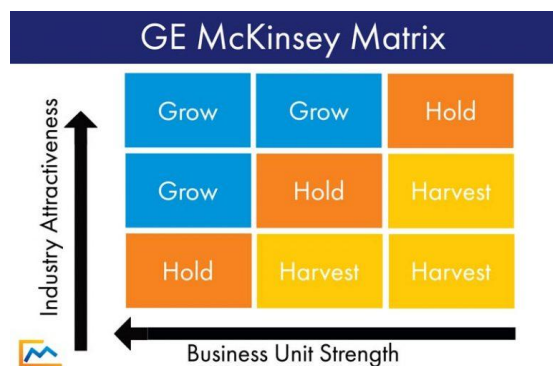 GE McKinsey Matrix
Industry Attractiveness
Grow Grow Hold
Grow Hold Harvest
Hold Harvest Harvest
Business Unit Strength